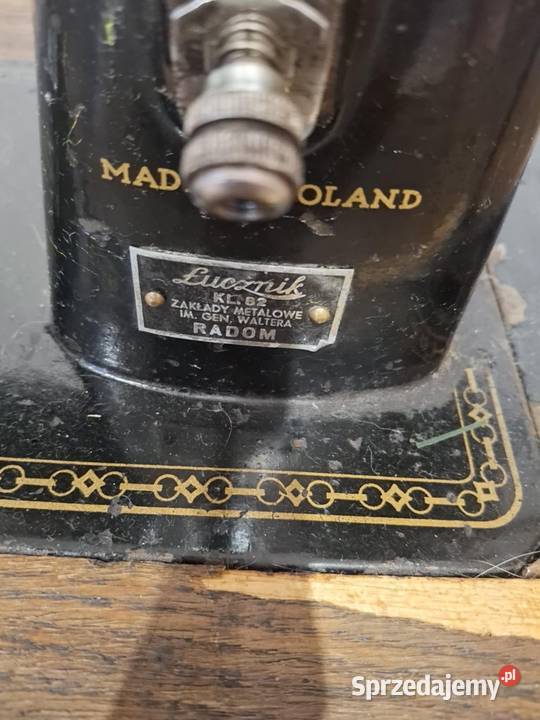 MAD OLAND
Łucznik
KL. 82
ZAKŁADY METALOWE
IM. GEN. WALTERA
RADOM
Sprzedajemy.pl